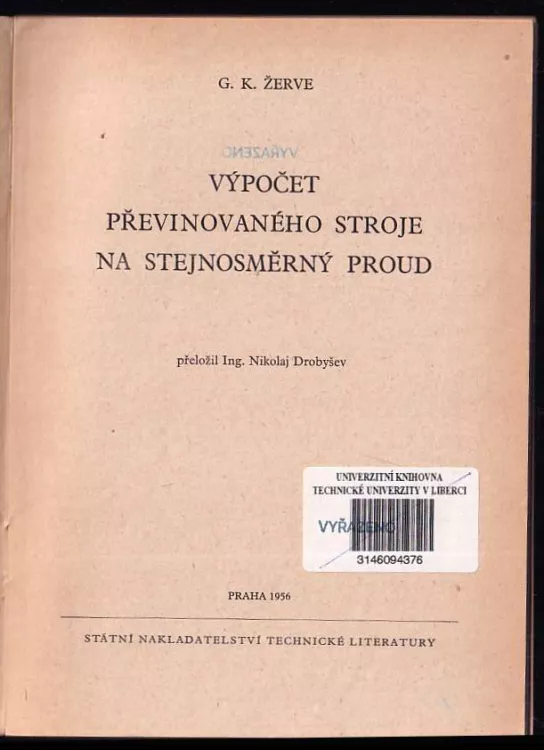 G. K. ŽERVE
VYŘAZENO
VÝPOČET
PŘEVINOVANÉHO STROJE
NA STEJNOSMĚRNÝ PROUD
přeložil Ing. Nikolaj Drobyšev
UNIVERZITNÍ KNIHOVNA
TECHNICKÉ UNIVERZITY V LIBERCI
VYŘAZENO
3146094376
PRAHA 1956
STÁTNÍ NAKLADATELSTVÍ TECHNICKÉ LITERATURY